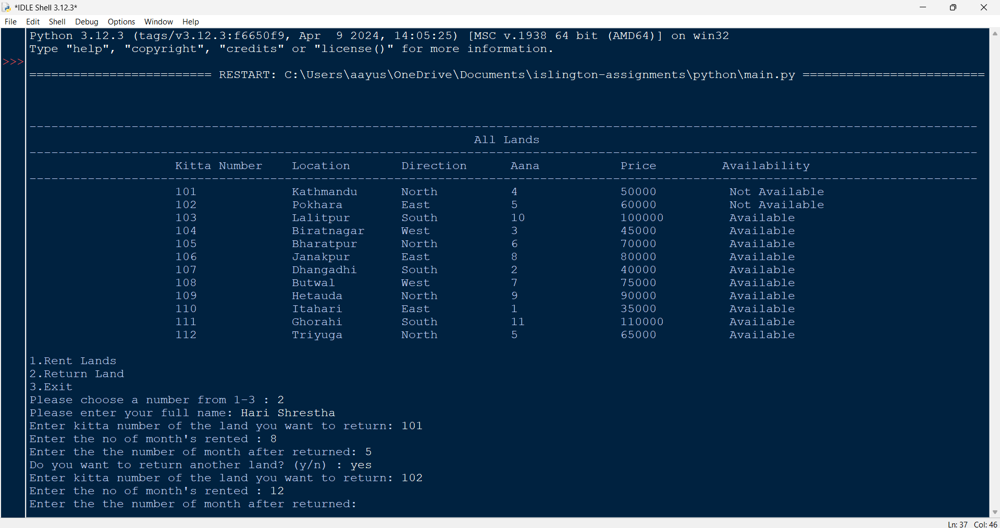 *IDLE Shell 3.12.3*
File Edit Shell Debug Options Window Help
Python 3.12.3 (tags/v3.12.3:f6650f9, Apr  9 2024, 14:05:25) [MSC v.1938 64 bit (AMD64)] on win32
Type "help", "copyright", "credits" or "license()" for more information.
>>>
========================= RESTART: C:\Users\aayus\OneDrive\Documents\islington-assignments\python\main.py =========================
----------------------------------------------------------------------------------------------------------------------------------
All Lands
----------------------------------------------------------------------------------------------------------------------------------
Kitta Number Location Direction Aana Price Availability
----------------------------------------------------------------------------------------------------------------------------------
101 Kathmandu North 4 50000 Not Available
102 Pokhara East 5 60000 Not Available
103 Lalitpur South 10 100000 Available
104 Biratnagar West 3 45000 Available
105 Bharatpur North 6 70000 Available
106 Janakpur East 8 80000 Available
107 Dhangadhi South 2 40000 Available
108 Butwal West 7 75000 Available
109 Hetauda North 9 90000 Available
110 Itahari East 1 35000 Available
111 Ghorahi South 11 110000 Available
112 Triyuga North 5 65000 Available
1.Rent Lands
2.Return Land
3.Exit
Please choose a number from 1-3 : 2
Please enter your full name: Hari Shrestha
Enter kitta number of the land you want to return: 101
Enter the no of month's rented : 8
Enter the the number of month after returned: 5
Do you want to return another land? (y/n) : yes
Enter kitta number of the land you want to return: 102
Enter the no of month's rented : 12
Enter the the number of month after returned:
Ln: 37 Col: 46